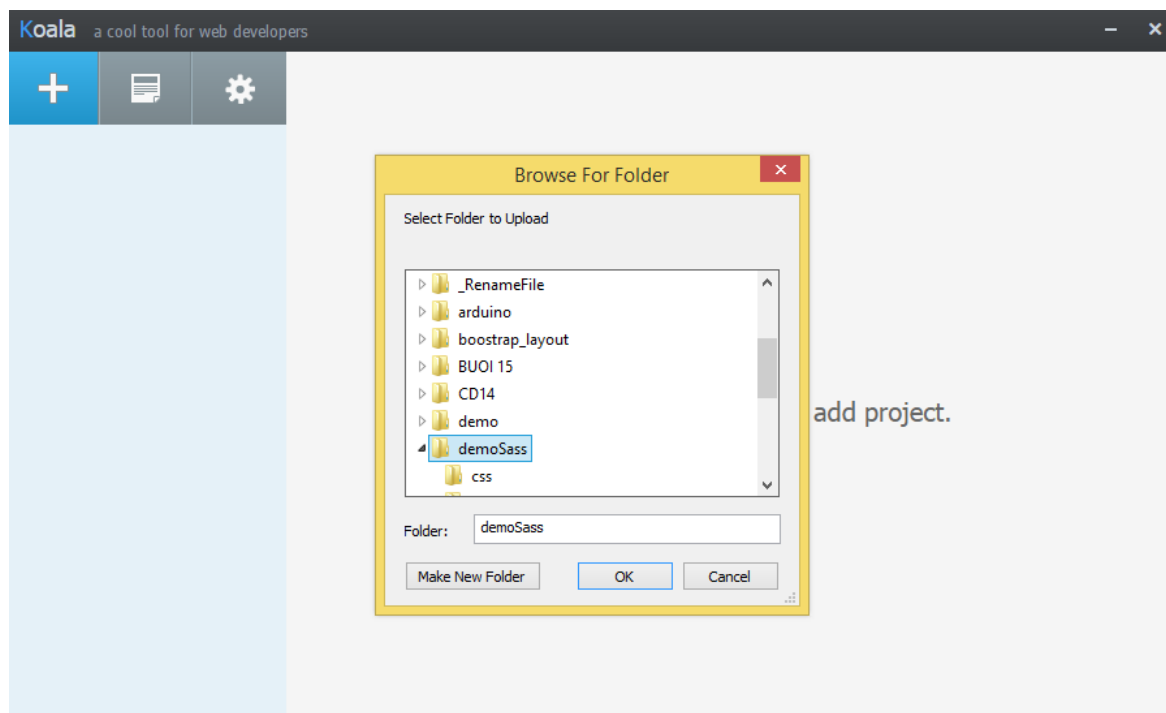 Koala a cool tool for web developers
Browse For Folder
Select Folder to Upload
_RenameFile
arduino
boostrap_layout
BUOI 15
CD14
demo
demoSass
css
add project.
Folder: demoSass
Make New Folder OK Cancel